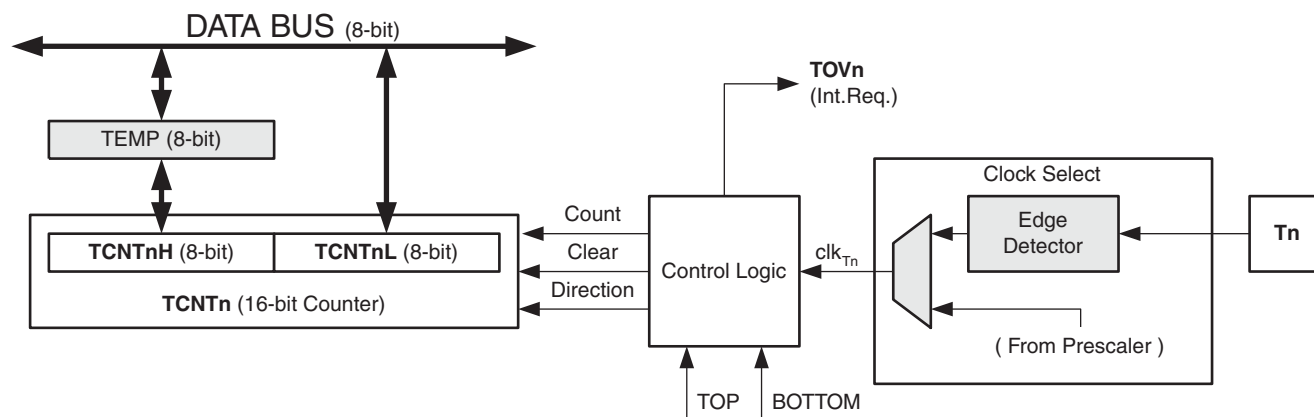 DATA BUS (8-bit)
TOVn
(Int.Req.)
TEMP (8-bit)
Clock Select
Count
Edge
Detector
Tn
TCNTnH (8-bit) TCNTnL (8-bit)
Clear
Control Logic
clkTn
TCNTn (16-bit Counter)
Direction
( From Prescaler )
TOP
BOTTOM